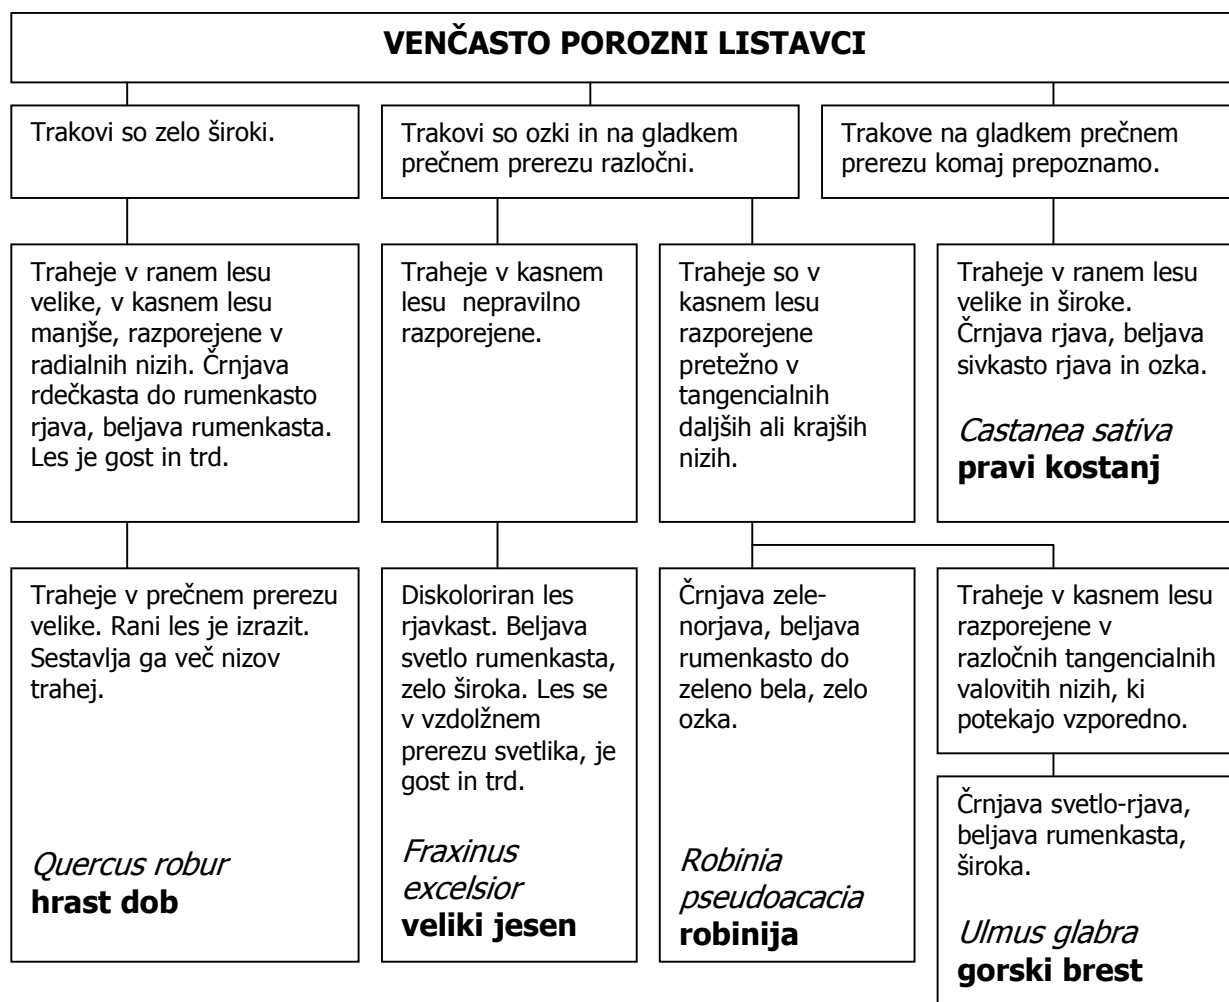 VENČASTO POROZNI LISTAVCI
Trakovi so zelo široki.
Trakovi so ozki in na gladkem
prečnem prerezu razločni.
Trakove na gladkem prečnem
prerezu komaj prepoznamo.
Traheje v ranem lesu
velike, v kasnem lesu
manjše, razporejene v
radialnih nizih. Črnjava
rdečkasta do rumenkasto
rjava, beljava rumenkasta.
Les je gost in trd.
Traheje v kasnem
lesu nepravilno
razporejene.
Traheje so v
kasnem lesu
razporejene
pretežno v
tangencialnih
daljših ali krajših
nizih.
Traheje v ranem lesu
velike in široke.
Črnjava rjava, beljava
sivkasto rjava in ozka.
Castanea sativa
pravi kostanj
Traheje v prečnem prerezu
velike. Rani les je izrazit.
Sestavlja ga več nizov
trahej.
Quercus robur
hrast dob
Diskoloriran les
rjavkast. Beljava
svetlo rumenkasta,
zelo široka. Les se
v vzdolžnem
prerezu svetlika, je
gost in trd.
Fraxinus
excelsior
veliki jesen
Črnjava zele-
norjava, beljava
rumenkasto do
zeleno bela, zelo
ozka.
Robinia
pseudoacacia
robinija
Traheje v kasnem lesu
razporejene v
razločnih tangencialnih
valovitih nizih, ki
potekajo vzporedno.
Črnjava svetlo-rjava,
beljava rumenkasta,
široka.
Ulmus glabra
gorski brest